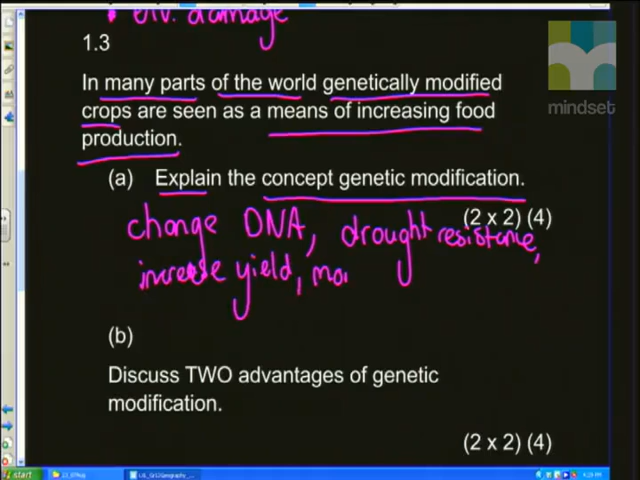 • env. damage
1.3
mindset
In many parts of the world genetically modified
crops are seen as a means of increasing food
production.
(a) Explain the concept genetic modification.
(2 x 2) (4)
change DNA, drought resistance,
increase yield, mo
(b)
Discuss TWO advantages of genetic
modification.
(2 x 2) (4)
start